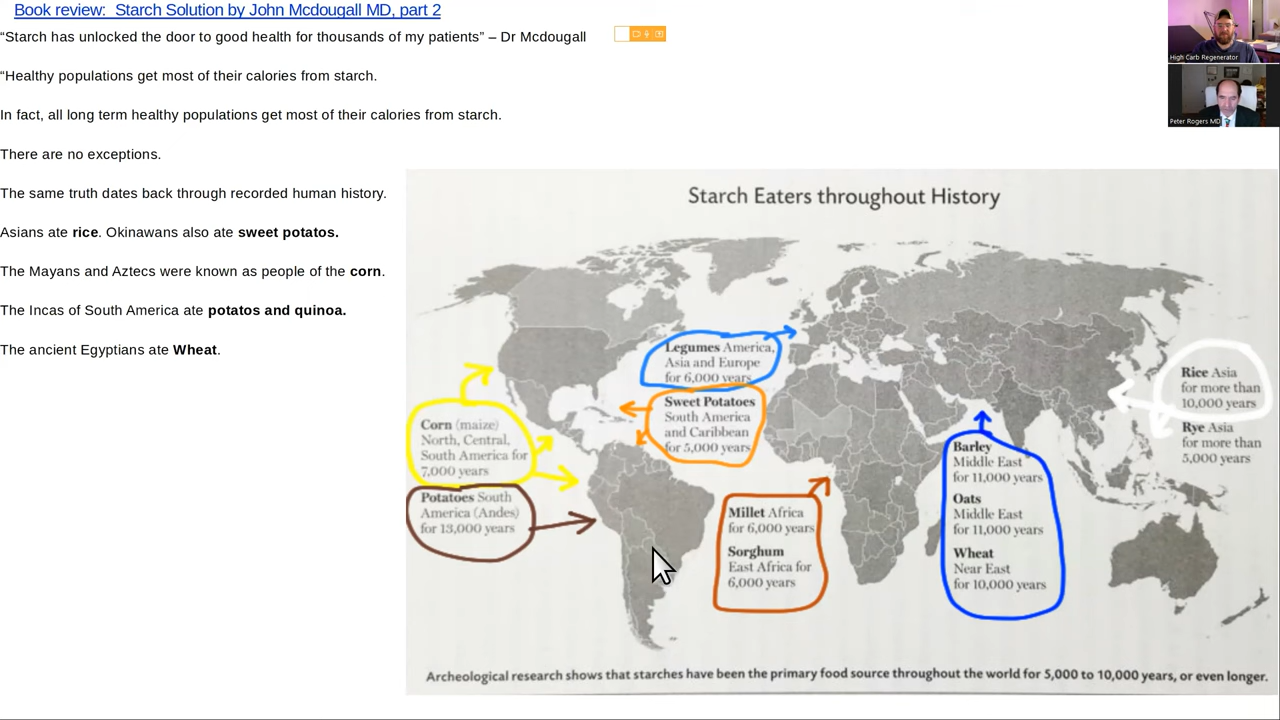 Book review:  Starch Solution by John Mcdougall MD, part 2
“Starch has unlocked the door to good health for thousands of my patients” – Dr Mcdougall
“Healthy populations get most of their calories from starch.
In fact, all long term healthy populations get most of their calories from starch.
There are no exceptions.
The same truth dates back through recorded human history.
Asians ate rice. Okinawans also ate sweet potatos.
The Mayans and Aztecs were known as people of the corn.
The Incas of South America ate potatos and quinoa.
The ancient Egyptians ate Wheat.
High Carb Regenerator
Peter Rogers MD
Starch Eaters throughout History
Legumes America,
Asia and Europe
for 6,000 years
Sweet Potatoes
South America
and Caribbean
for 5,000 years
Corn (maize)
North, Central,
South America for
7,000 years
Potatoes South
America (Andes)
for 13,000 years
Millet Africa
for 6,000 years
Sorghum
East Africa for
6,000 years
Barley
Middle East
for 11,000 years
Oats
Middle East
for 11,000 years
Wheat
Near East
for 10,000 years
Rice Asia
for more than
10,000 years
Rye Asia
for more than
5,000 years
Archeological research shows that starches have been the primary food source throughout the world for 5,000 to 10,000 years, or even longer.